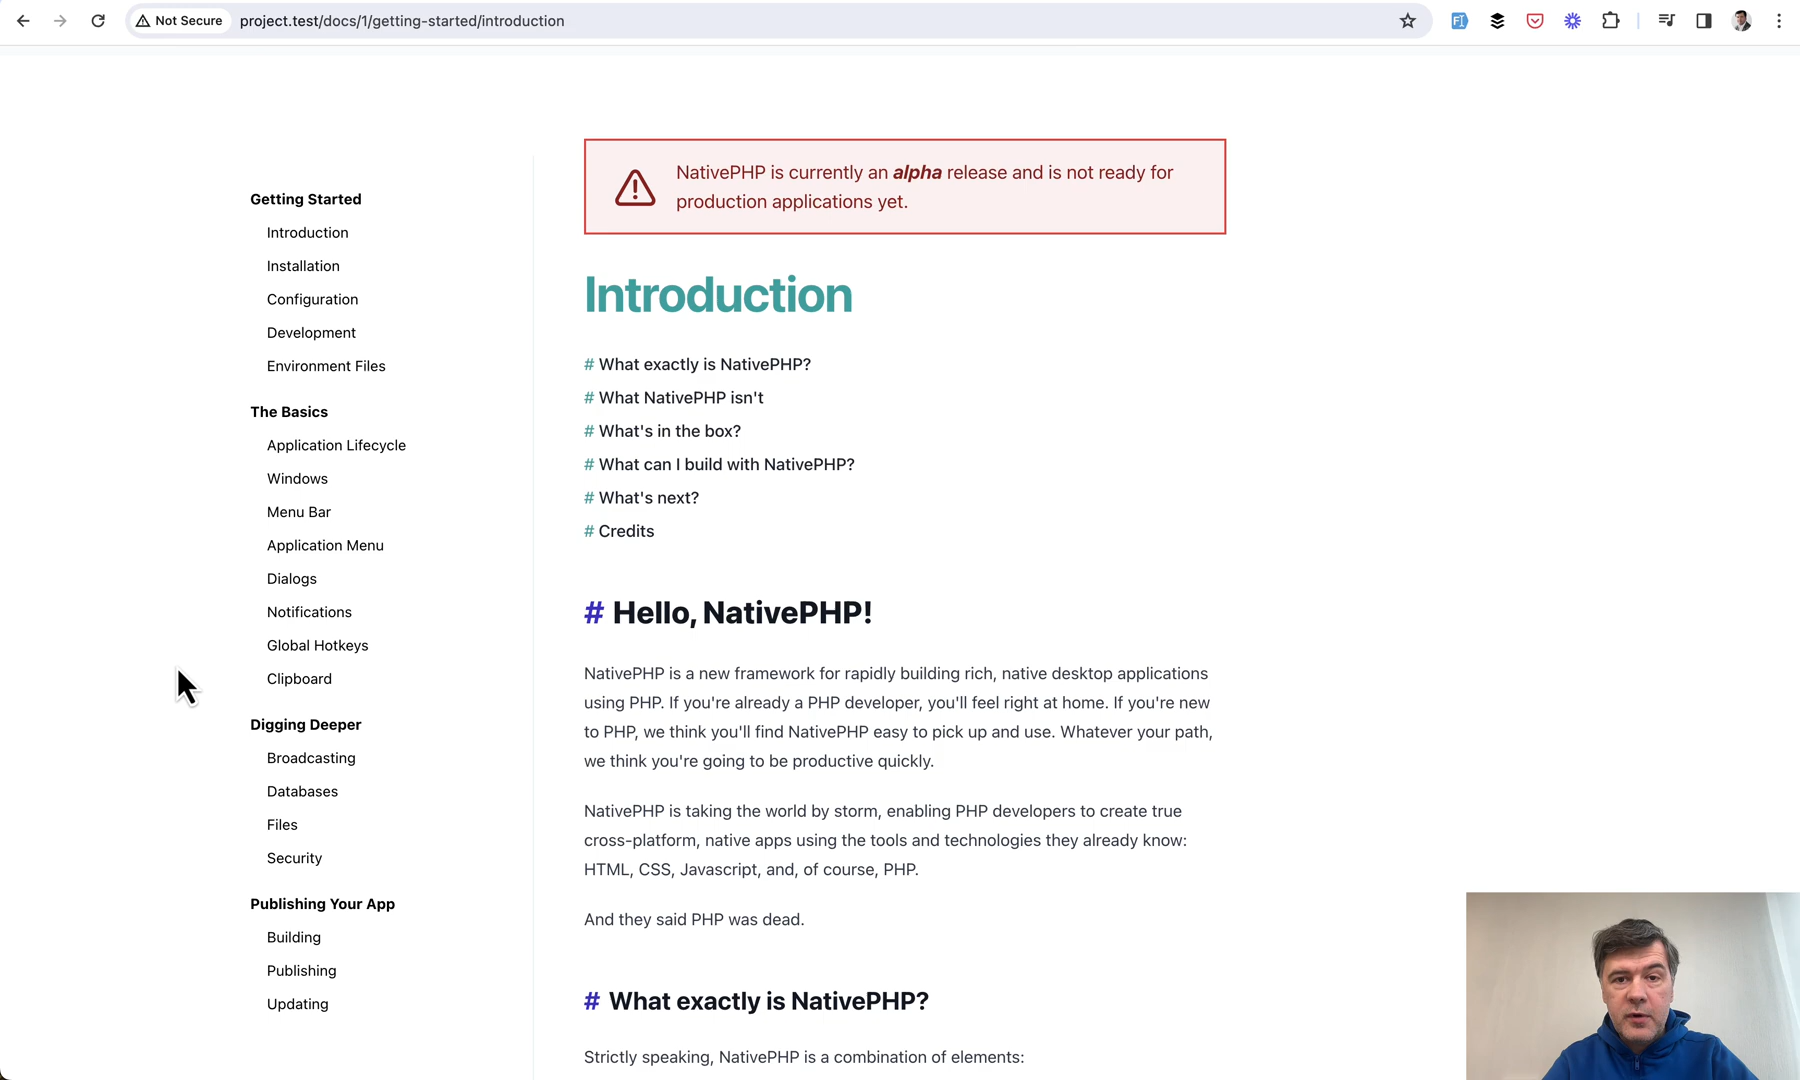 Not Secure project.test/docs/1/getting-started/introduction
NativePHP is currently an alpha release and is not ready for
production applications yet.
Getting Started
Introduction
Installation
Configuration
Development
Environment Files
The Basics
Application Lifecycle
Windows
Menu Bar
Application Menu
Dialogs
Notifications
Global Hotkeys
Clipboard
Digging Deeper
Broadcasting
Databases
Files
Security
Publishing Your App
Building
Publishing
Updating
Introduction
# What exactly is NativePHP?
# What NativePHP isn't
# What's in the box?
# What can I build with NativePHP?
# What's next?
# Credits
# Hello, NativePHP!
NativePHP is a new framework for rapidly building rich, native desktop applications
using PHP. If you're already a PHP developer, you'll feel right at home. If you're new
to PHP, we think you'll find NativePHP easy to pick up and use. Whatever your path,
we think you're going to be productive quickly.
NativePHP is taking the world by storm, enabling PHP developers to create true
cross-platform, native apps using the tools and technologies they already know:
HTML, CSS, Javascript, and, of course, PHP.
And they said PHP was dead.
# What exactly is NativePHP?
Strictly speaking, NativePHP is a combination of elements: